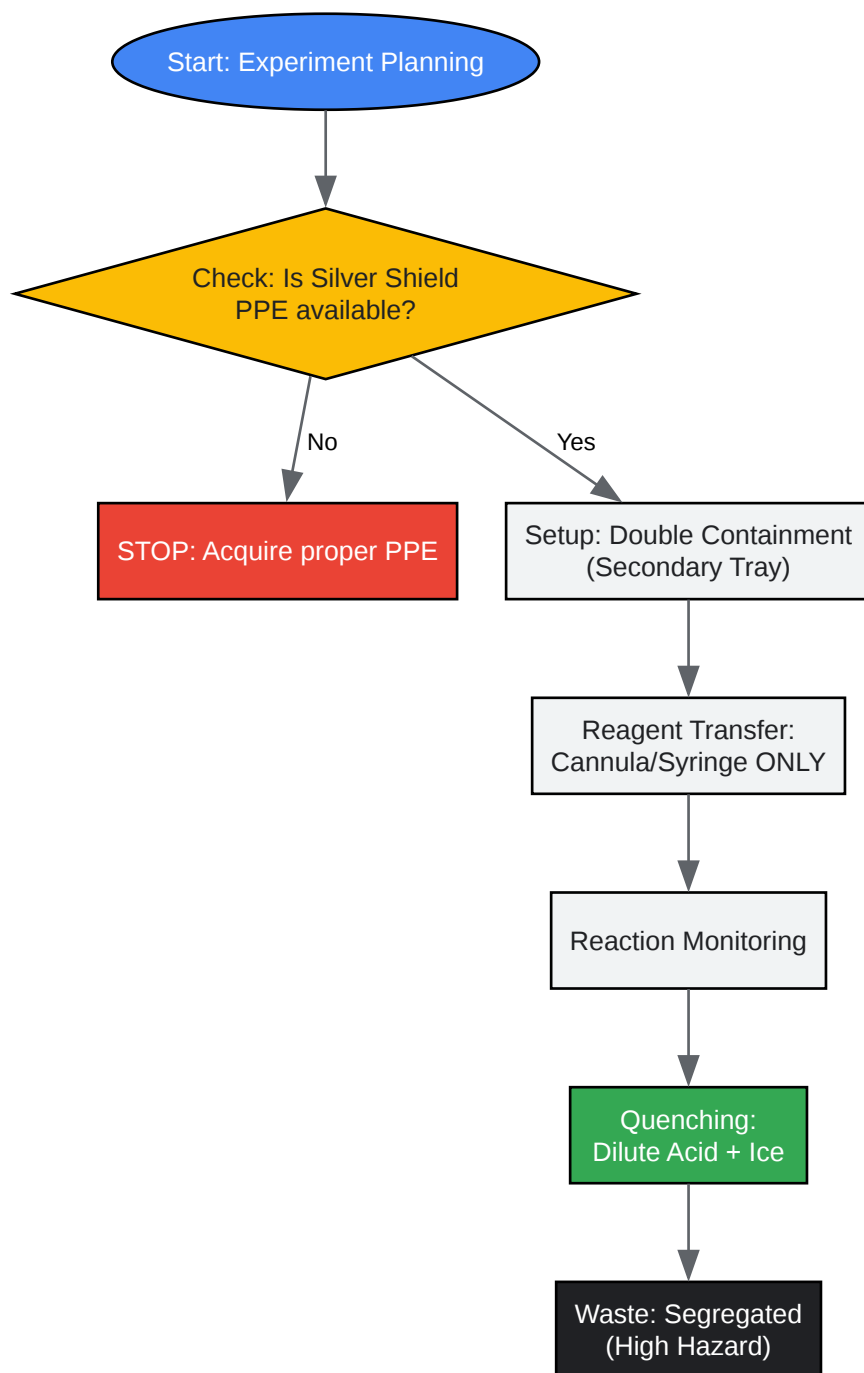 Start: Experiment Planning
Check: Is Silver Shield
PPE available?
No
Yes
STOP: Acquire proper PPE
Setup: Double Containment
(Secondary Tray)
Reagent Transfer:
Cannula/Syringe ONLY
Reaction Monitoring
Quenching:
Dilute Acid + Ice
Waste: Segregated
(High Hazard)